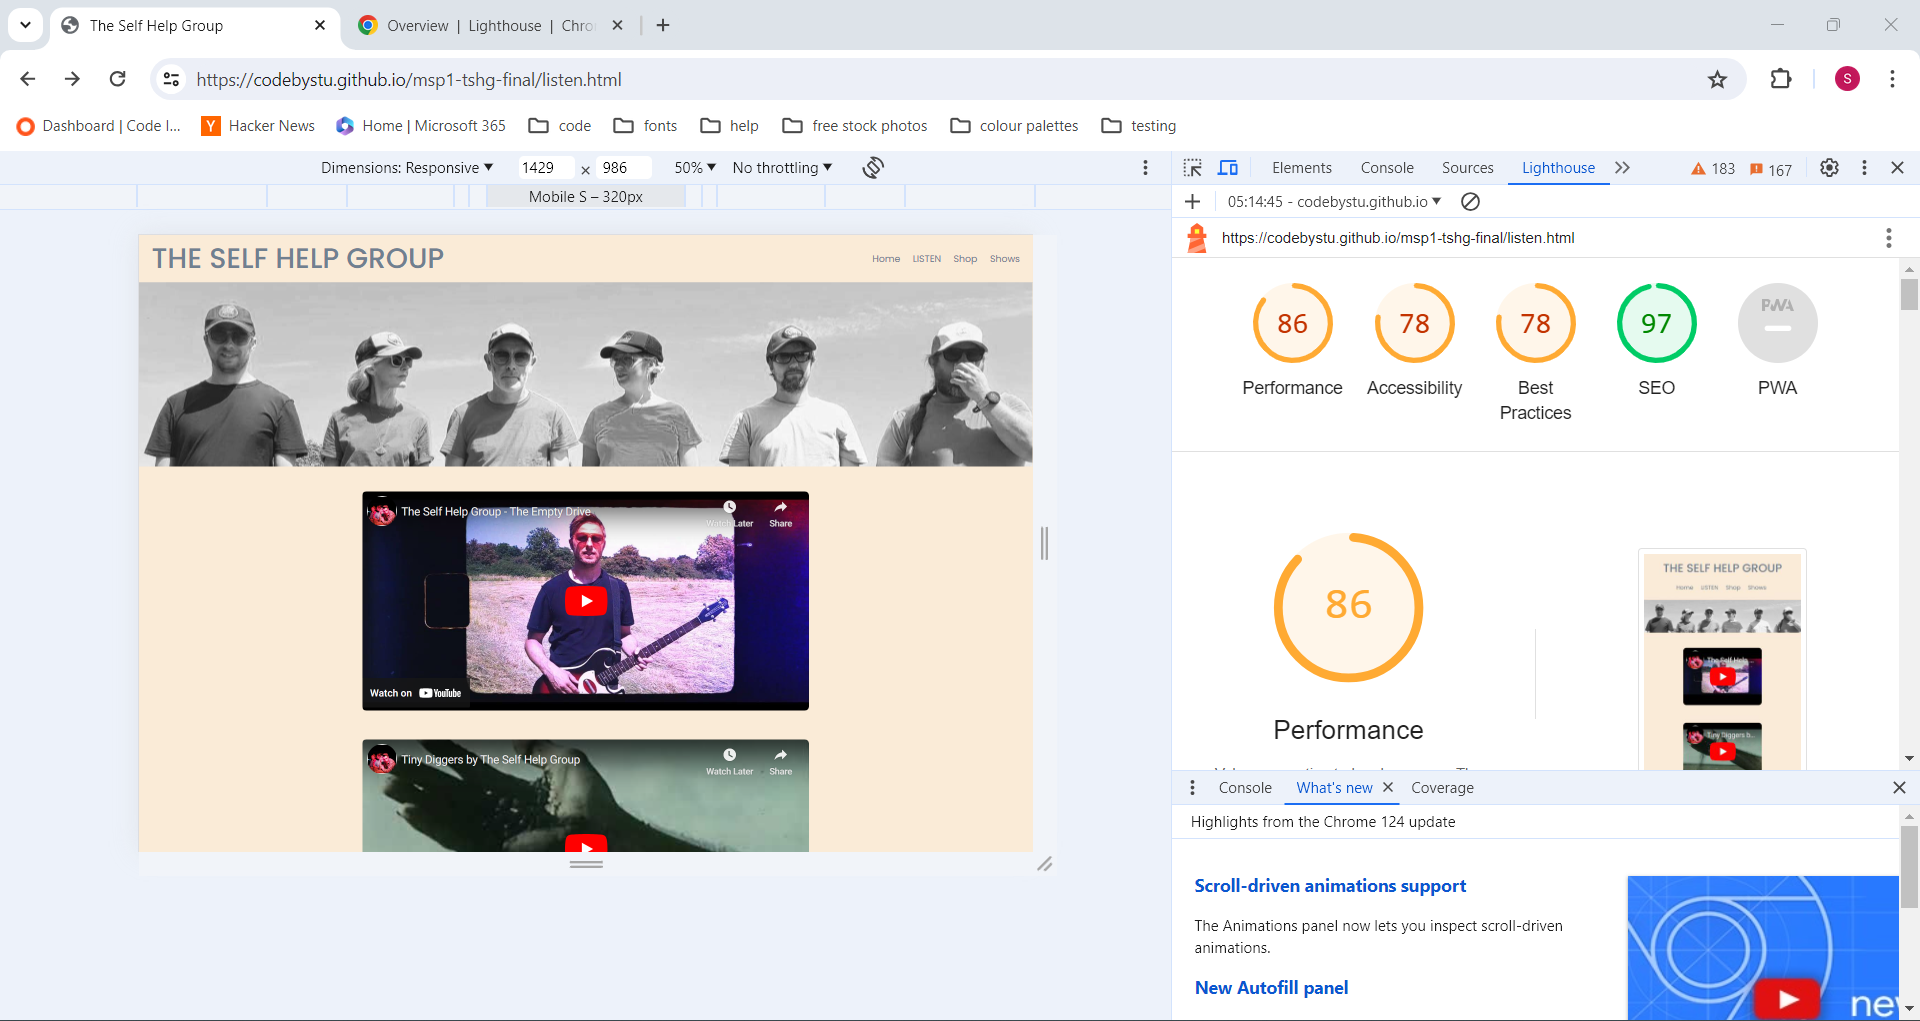 The Self Help Group
Overview | Lighthouse | Chro
https://codebystu.github.io/msp1-tshg-final/listen.html
S
Dashboard | Code I...
Y
Hacker News
Home | Microsoft 365
code
fonts
help
free stock photos
colour palettes
testing
Dimensions: Responsive
1429 x 986
50%
No throttling
Mobile S – 320px
THE SELF HELP GROUP
Home
LISTEN
Shop
Shows
The Self Help Group - The Empty Drive
Watch Later
Share
Watch on YouTube
Tiny Diggers by The Self Help Group
Watch Later
Share
Elements
Console
Sources
Lighthouse
183
167
05:14:45 - codebystu.github.io
https://codebystu.github.io/msp1-tshg-final/listen.html
86
78
78
97
PWA
Performance
Accessibility
Best
Practices
SEO
PWA
86
Performance
THE SELF HELP GROUP
Home
LISTEN
Shop
Shows
The Self Help ...
Tiny Diggers b...
Console
What's new
Coverage
Highlights from the Chrome 124 update
Scroll-driven animations support
The Animations panel now lets you inspect scroll-driven
animations.
New Autofill panel